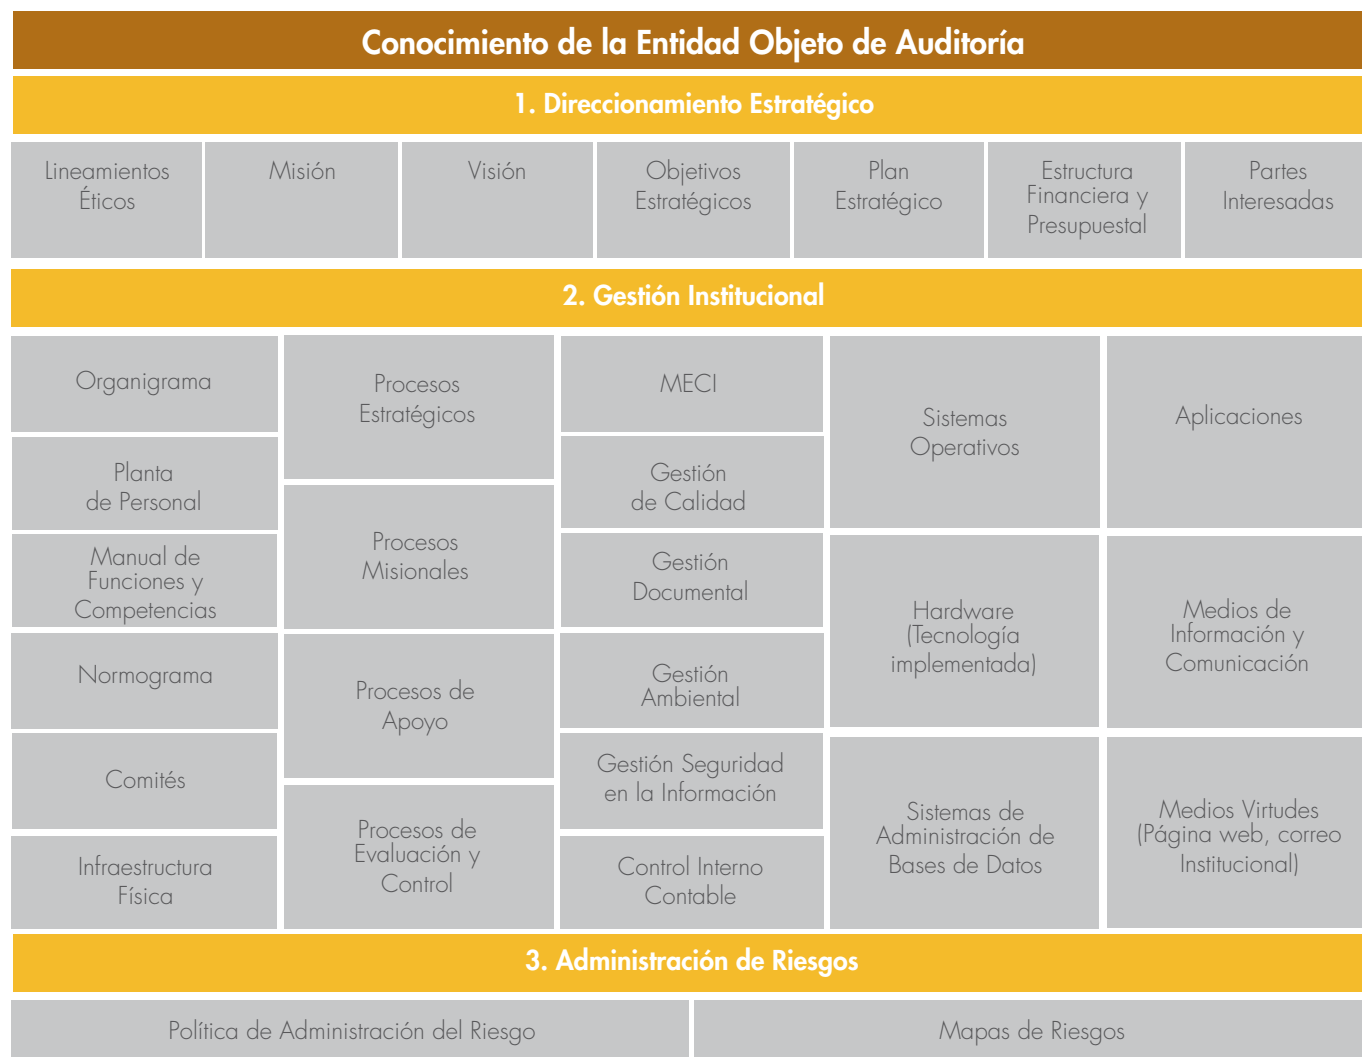 Conocimiento de la Entidad Objeto de Auditoría
1. Direccionamiento Estratégico
Lineamientos
Éticos
Misión
Visión
Objetivos
Estratégicos
Plan
Estratégico
Estructura
Financiera y
Presupuestal
Partes
Interesadas
2. Gestión Institucional
Organigrama
Planta
de Personal
Manual de
Funciones y
Competencias
Normograma
Comités
Infraestructura
Física
Procesos
Estratégicos
Procesos
Misionales
Procesos de
Apoyo
Procesos de
Evaluación y
Control
MECI
Gestión
de Calidad
Gestión
Documental
Gestión
Ambiental
Gestión Seguridad
en la Información
Control Interno
Contable
Sistemas
Operativos
Hardware
(Tecnología
implementada)
Sistemas de
Administración de
Bases de Datos
Aplicaciones
Medios de
Información y
Comunicación
Medios Virtudes
(Página web, correo
Institucional)
3. Administración de Riesgos
Política de Administración del Riesgo
Mapas de Riesgos